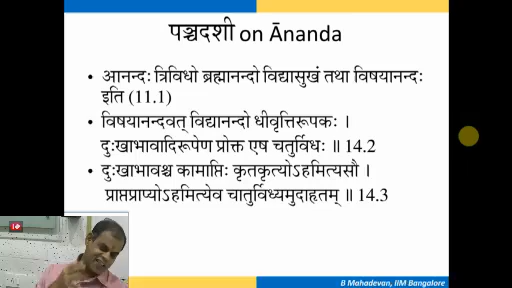 पञ्चदशी on Ānanda
• आनन्दः त्रिविधो ब्रह्मानन्दो विद्यासुखं तथा विषयानन्दः
इति (11.1)
• विषयानन्दवत् विद्यानन्दो धीवृत्तिरूपकः ।
दुःखाभावादिरूपेण प्रोक्त एष चतुर्विधः ॥ 14.2
• दुःखाभावश्च कामाप्तिः कृतकृत्योऽहमित्यसौ ।
प्राप्तप्राप्योऽहमित्येव चातुर्विध्यमुदाहृतम् ॥ 14.3
B Mahadevan, IIM Bangalore